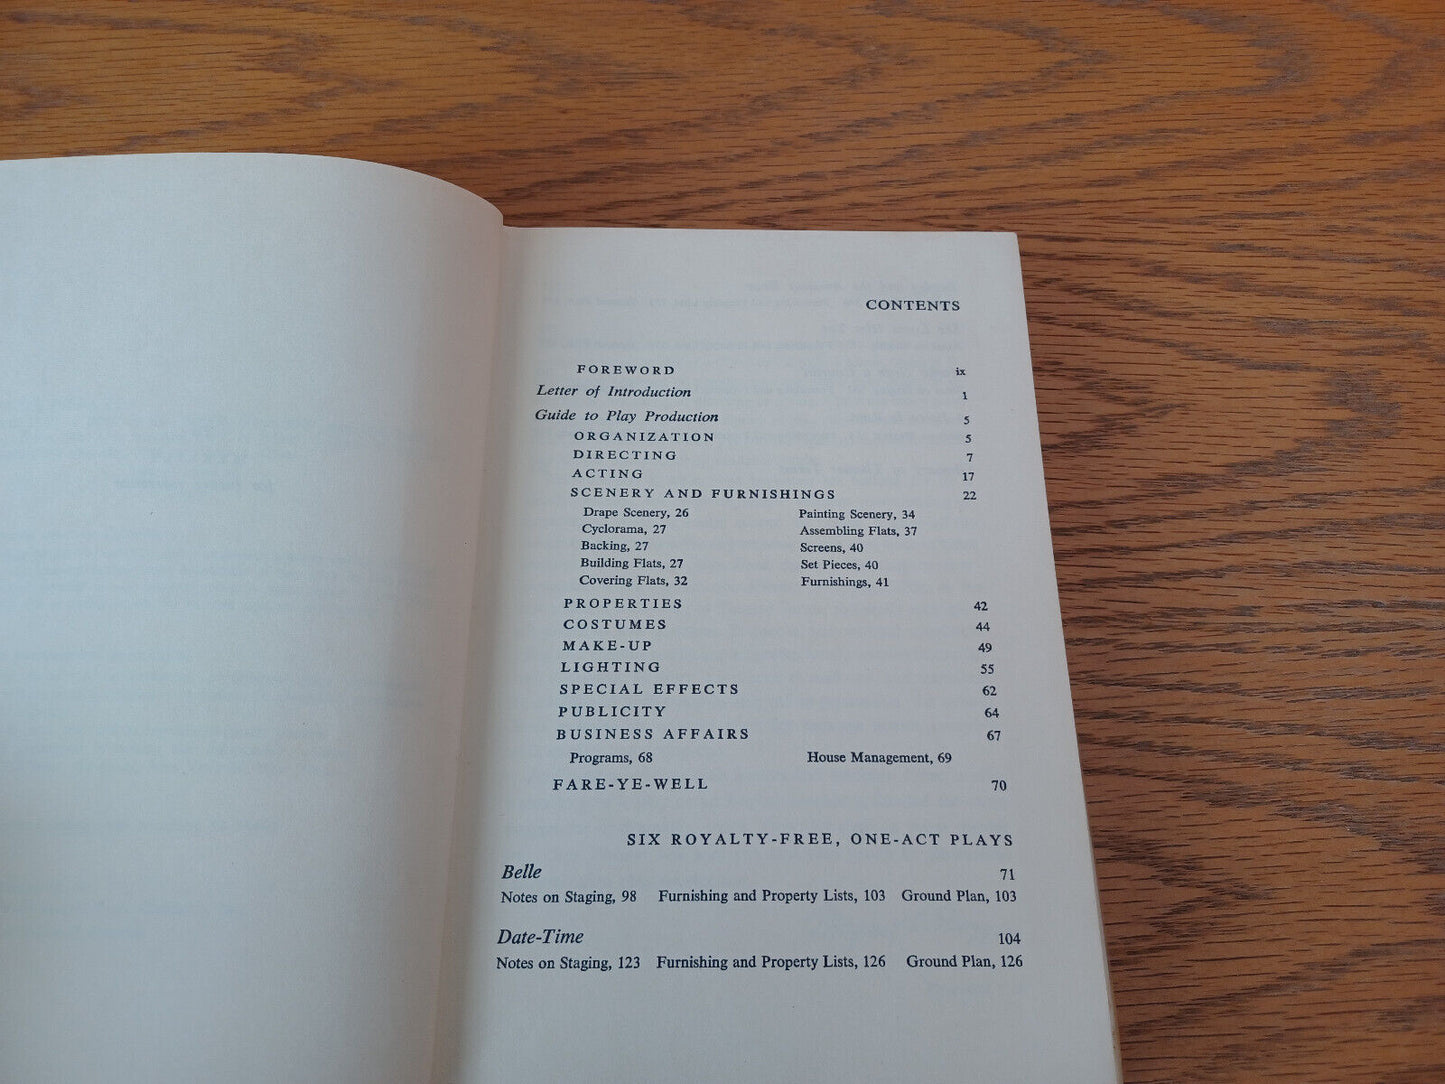 CONTENTS
FOREWORD ix
Letter of Introduction 1
Guide to Play Production 5
ORGANIZATION 5
DIRECTING 7
ACTING 17
SCENERY AND FURNISHINGS 22
Drape Scenery, 26 Painting Scenery, 34
Cyclorama, 27 Assembling Flats, 37
Backing, 27 Screens, 40
Building Flats, 27 Set Pieces, 40
Covering Flats, 32 Furnishings, 41
PROPERTIES 42
COSTUMES 44
MAKE-UP 49
LIGHTING 55
SPECIAL EFFECTS 62
PUBLICITY 64
BUSINESS AFFAIRS 67
Programs, 68 House Management, 69
FARE-YE-WELL 70
SIX ROYALTY-FREE, ONE-ACT PLAYS
Belle 71
Notes on Staging, 98 Furnishing and Property Lists, 103 Ground Plan, 103
Date-Time 104
Notes on Staging, 123 Furnishing and Property Lists, 126 Ground Plan, 126